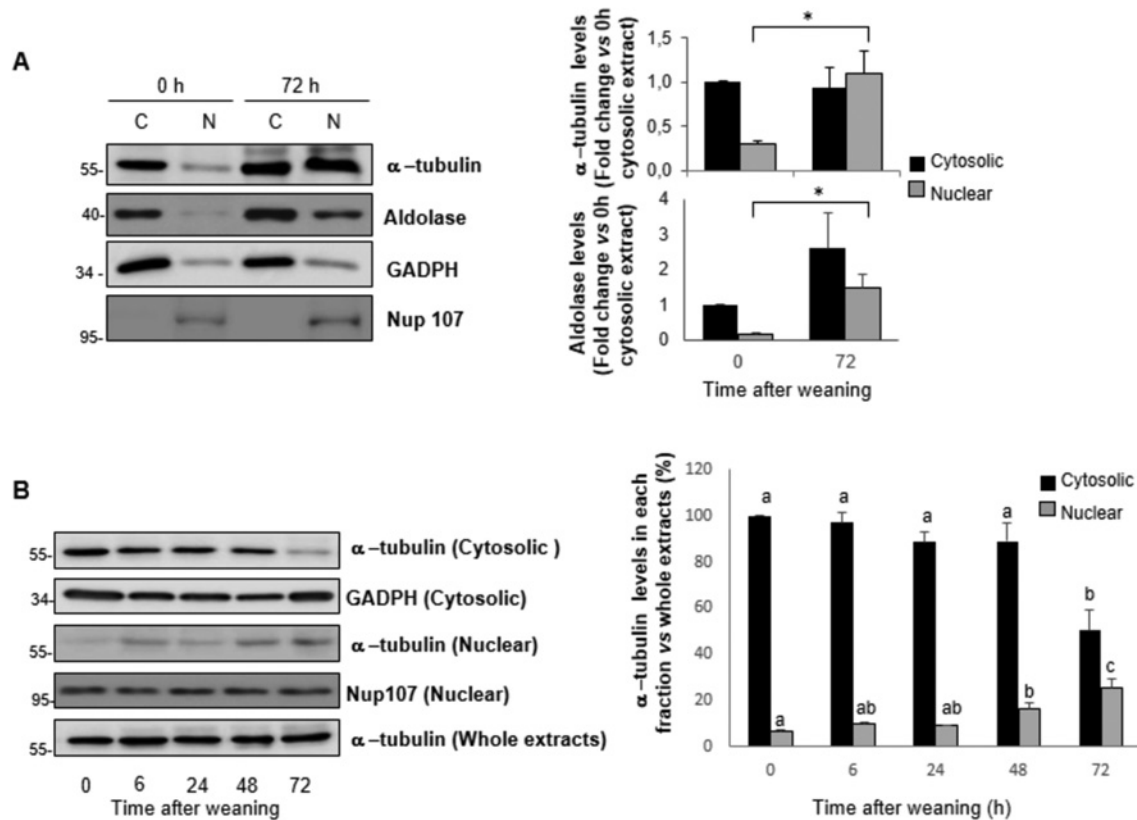 A
0 h 72 h
C N C N
55- α–tubulin
40- Aldolase
34 - GADPH
95- Nup 107
α–tubulin levels
(Fold change vs 0h
cytosolic extract)
1,5
1,0
0,5
0,0
*
Cytosolic
Nuclear
Aldolase levels
(Fold change vs 0h
cytosolic extract)
4
3
2
1
0
*
0 72
Time after weaning
B
55- α–tubulin (Cytosolic )
34- GADPH (Cytosolic)
55- α–tubulin (Nuclear)
95- Nup107 (Nuclear)
55- α–tubulin (Whole extracts)
0 6 24 48 72
Time after weaning
α–tubulin levels in each
fraction vs whole extracts (%)
120
100
80
60
40
20
0
a a a a b
a ab ab b c
Cytosolic
Nuclear
0 6 24 48 72
Time after weaning (h)